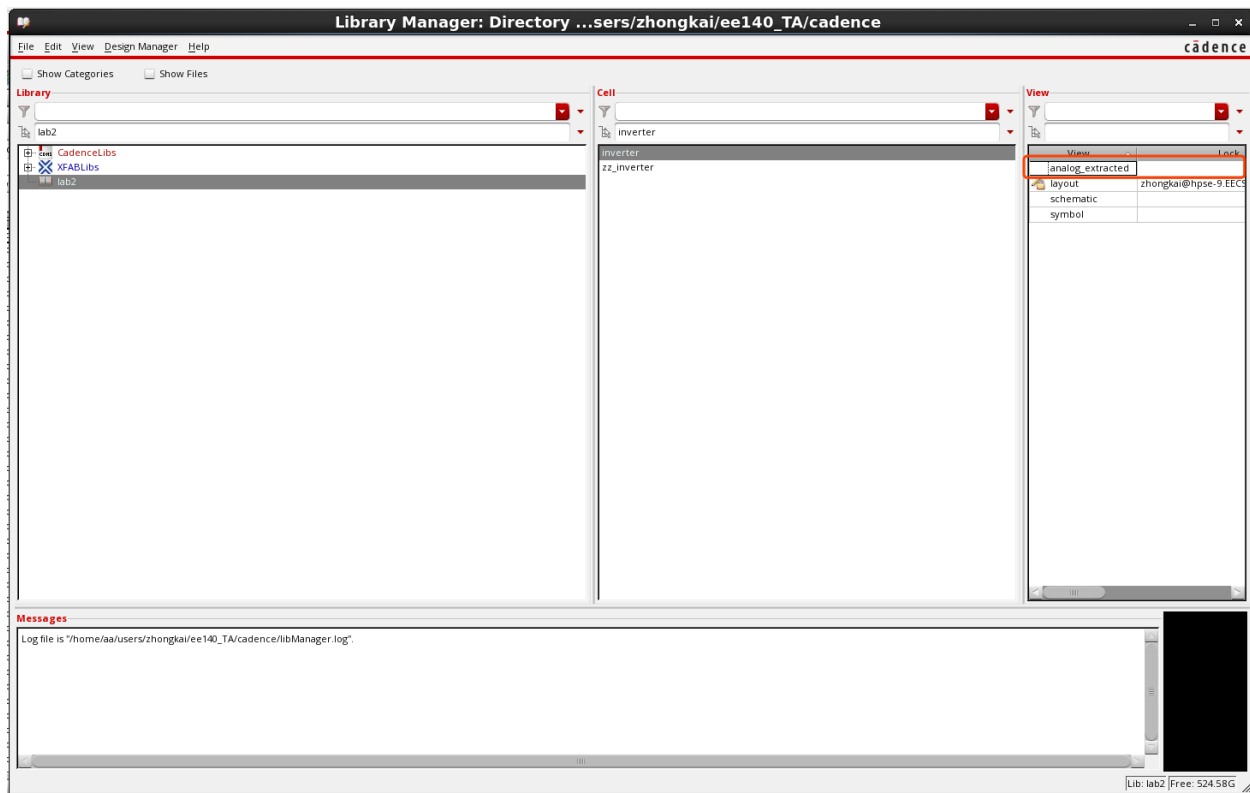 Library Manager: Directory ...sers/zhongkai/ee140_TA/cadence
File Edit View Design Manager Help
cādence
Show Categories Show Files
Library
lab2
CadenceLibs
XFABLibs
lab2
Cell
inverter
inverter
zz_inverter
View
View Lock
analog_extracted
layout zhongkai@hpse-9.EECS
schematic
symbol
Messages
Log file is "/home/aa/users/zhongkai/ee140_TA/cadence/libManager.log".
Lib: lab2 Free: 524.58G